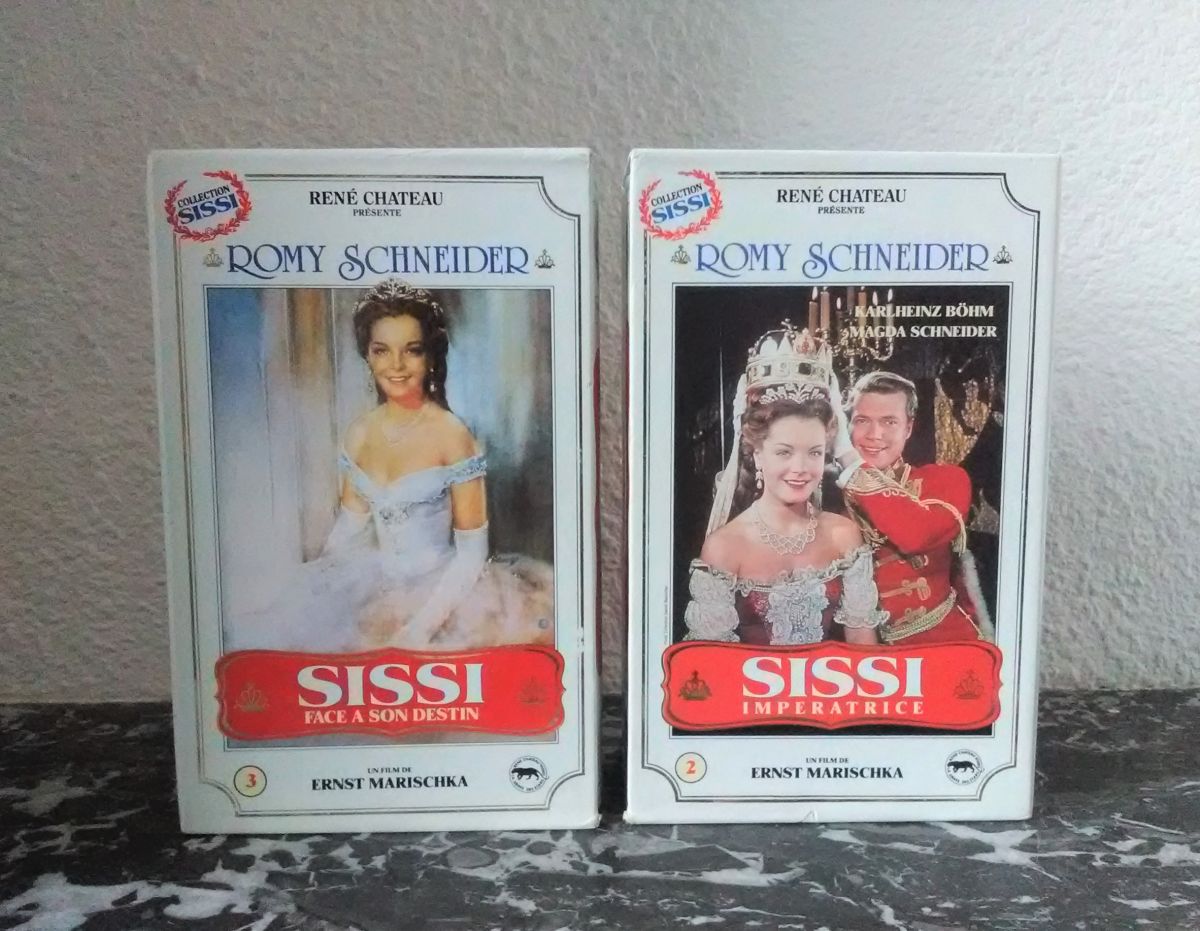 COLLECTION
SISSI
RENÉ CHATEAU
PRÉSENTE
ROMY SCHNEIDER
SISSI
FACE A SON DESTIN
3
UN FILM DE
ERNST MARISCHKA
COLLECTION
SISSI
RENÉ CHATEAU
PRÉSENTE
ROMY SCHNEIDER
KARLHEINZ BÖHM
MAGDA SCHNEIDER
SISSI
IMPERATRICE
2
UN FILM DE
ERNST MARISCHKA